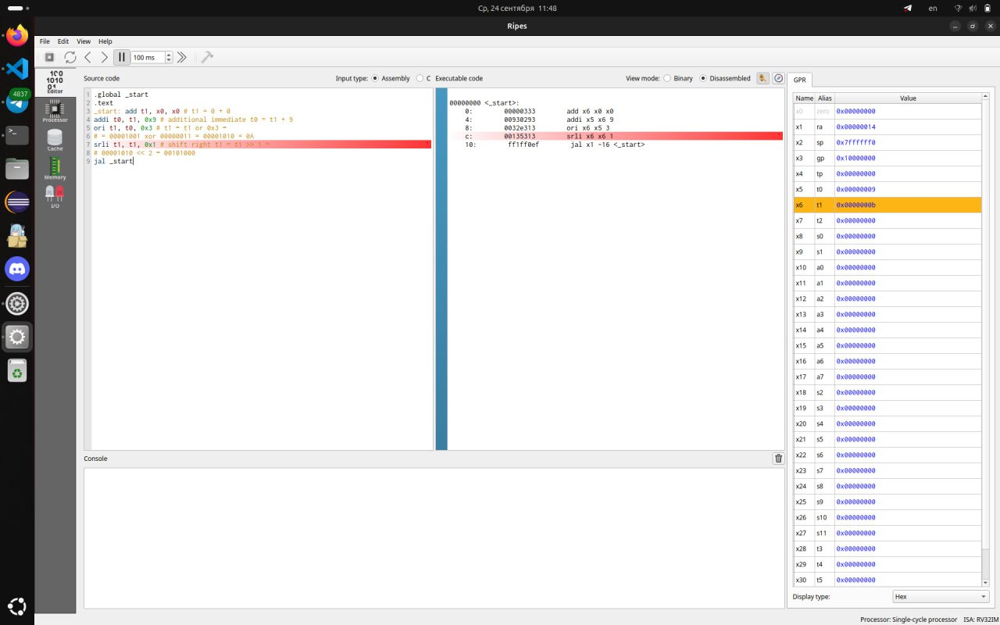 Ср, 24 сентября 11:48
en
Ripes
File Edit View Help
100 ms
4837
Editor
Processor
Cache
Memory
I/O
Source code Input type: Assembly C Executable code View mode: Binary Disassembled
1 .global _start
2 .text
3 _start: add t1, x0, x0 # t1 = 0 + 0
4 addi t0, t1, 0x9 # additional immediate t0 = t1 + 9
5 ori t1, t0, 0x3 # t1 = t1 or 0x3 =
6 # = 00001001 xor 00000011 = 00001010 = 0A
7 srli t1, t1, 0x1 # shift right t1 = t1 >> 1 =
8 # 00001010 << 2 = 00101000
9 jal _start
00000000 <_start>:
0: 00000333 add x6 x0 x0
4: 00930293 addi x5 x6 9
8: 0032e313 ori x6 x5 3
c: 00135313 srli x6 x6 1
10: ff1ff0ef jal x1 -16 <_start>
Console
GPR
Name Alias Value
x0 zero 0x00000000
x1 ra 0x00000014
x2 sp 0x7ffffff0
x3 gp 0x10000000
x4 tp 0x00000000
x5 t0 0x00000009
x6 t1 0x0000000b
x7 t2 0x00000000
x8 s0 0x00000000
x9 s1 0x00000000
x10 a0 0x00000000
x11 a1 0x00000000
x12 a2 0x00000000
x13 a3 0x00000000
x14 a4 0x00000000
x15 a5 0x00000000
x16 a6 0x00000000
x17 a7 0x00000000
x18 s2 0x00000000
x19 s3 0x00000000
x20 s4 0x00000000
x21 s5 0x00000000
x22 s6 0x00000000
x23 s7 0x00000000
x24 s8 0x00000000
x25 s9 0x00000000
x26 s10 0x00000000
x27 s11 0x00000000
x28 t3 0x00000000
x29 t4 0x00000000
x30 t5 0x00000000
Display type: Hex
Processor: Single-cycle processor ISA: RV32IM